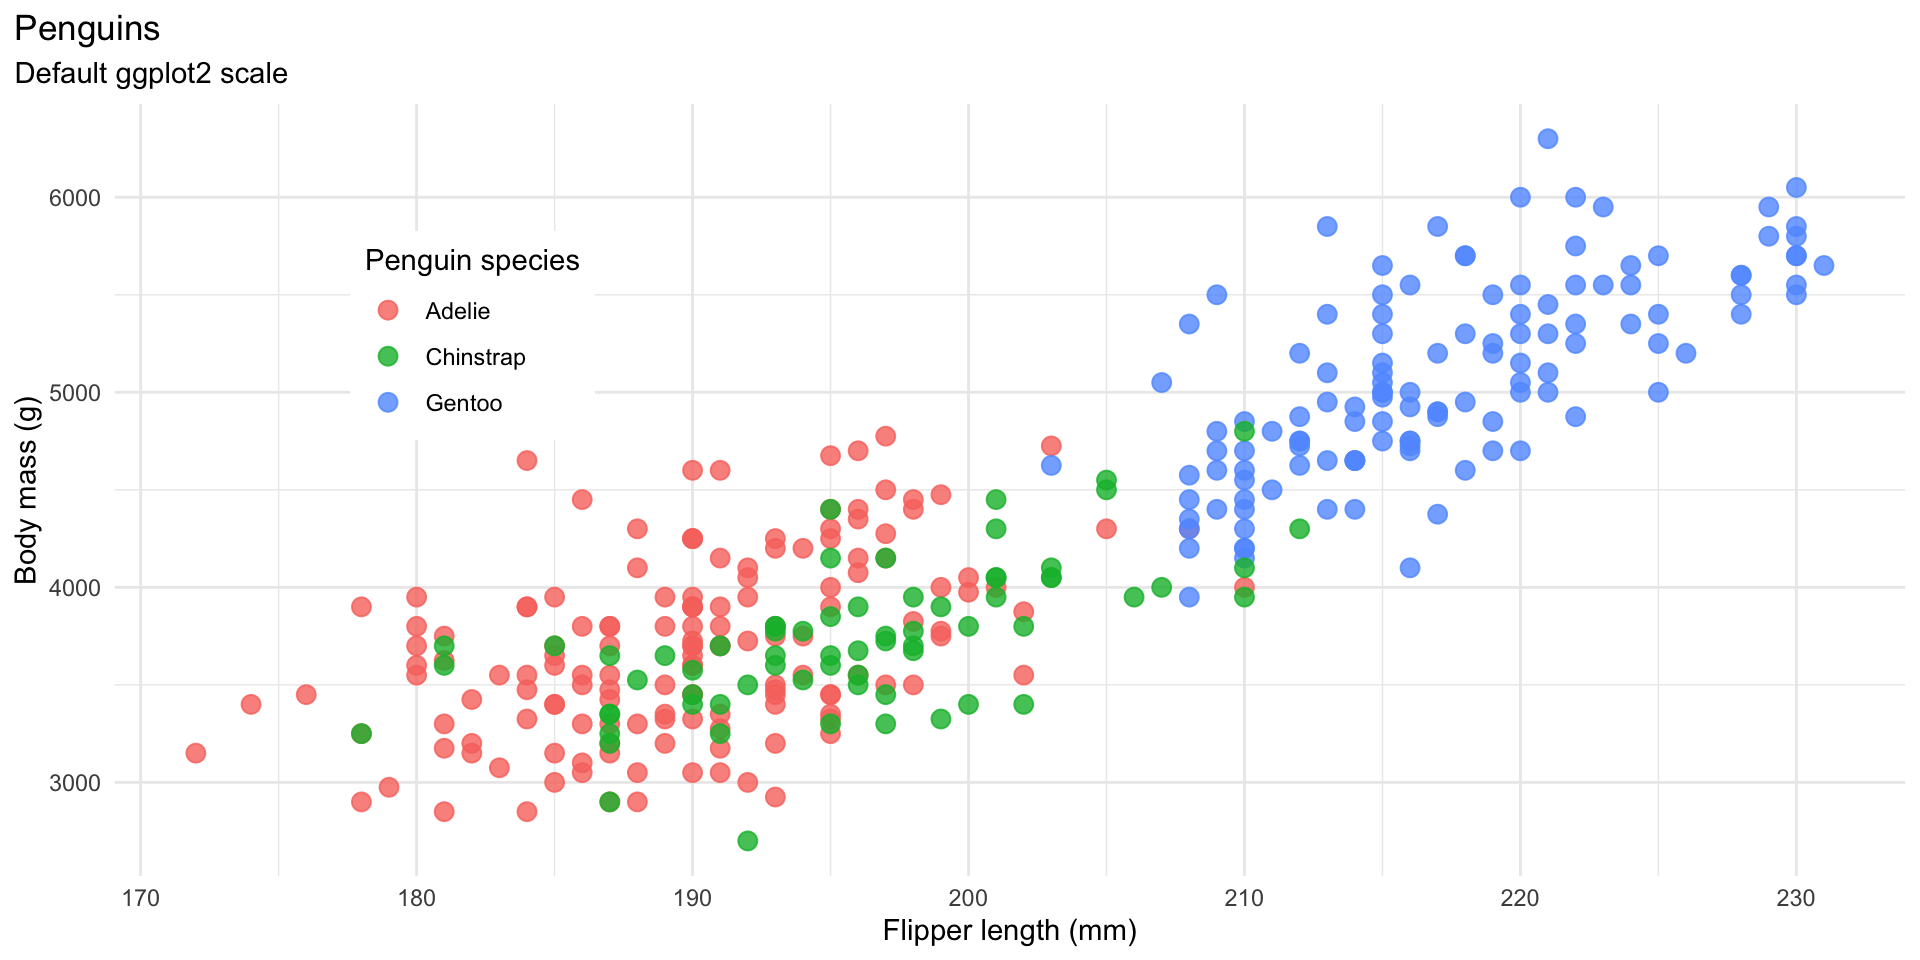 Penguins
Default ggplot2 scale
6000
5000
4000
3000
Body mass (g)
Penguin species
Adelie
Chinstrap
Gentoo
170 180 190 200 210 220 230
Flipper length (mm)